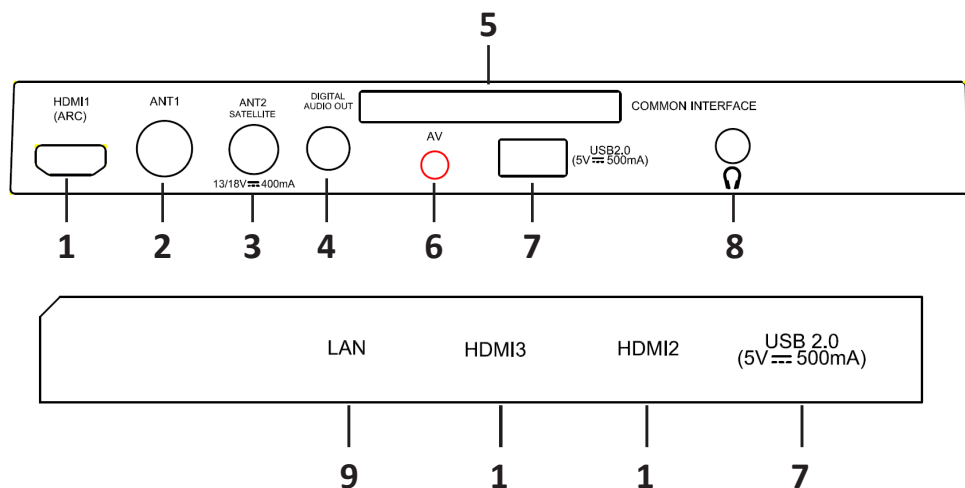 5
HDMI1
(ARC)
ANT1
ANT2
SATELLITE
13/18V⎓400mA
DIGITAL
AUDIO OUT
COMMON INTERFACE
AV
USB2.0
(5V⎓500mA)
1
2
3
4
6
7
8
LAN
HDMI3
HDMI2
USB 2.0
(5V⎓500mA)
9
1
1
7